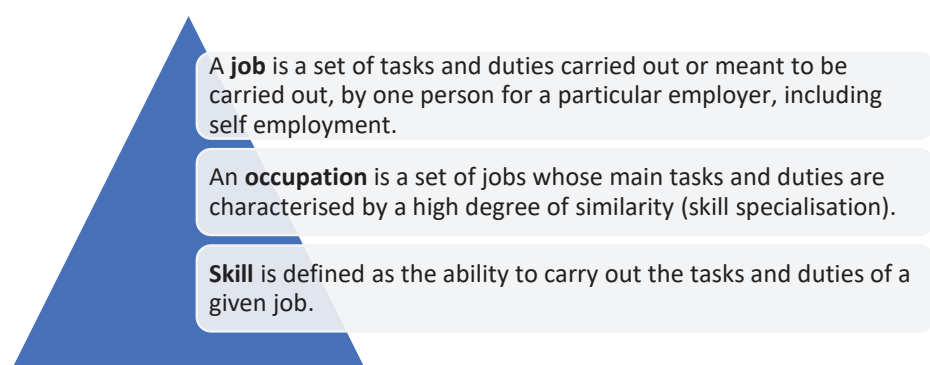 A job is a set of tasks and duties carried out or meant to be
carried out, by one person for a particular employer, including
self employment.
An occupation is a set of jobs whose main tasks and duties are
characterised by a high degree of similarity (skill specialisation).
Skill is defined as the ability to carry out the tasks and duties of a
given job.